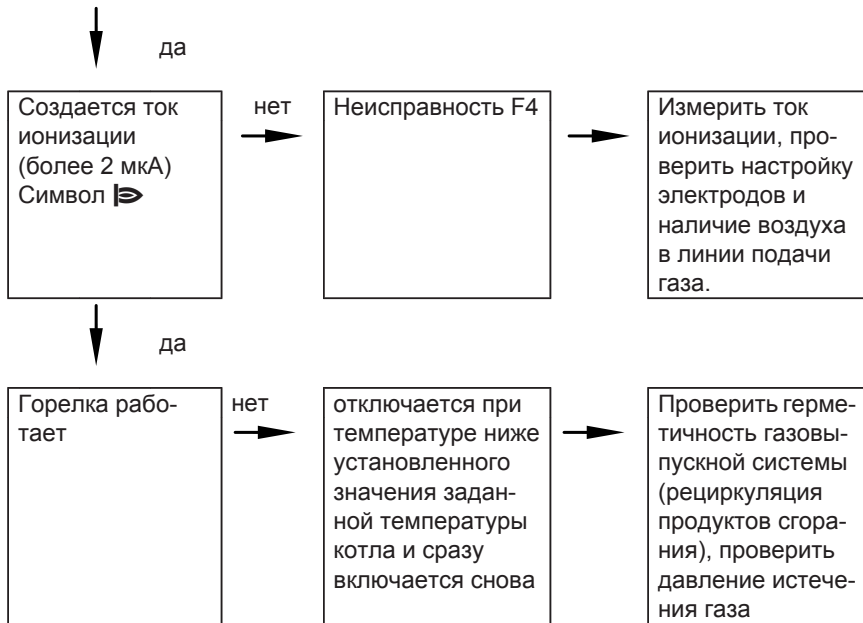 да
Создается ток
ионизации
(более 2 мкА)
Символ
нет
Неисправность F4
Измерить ток
ионизации, про-
верить настройку
электродов и
наличие воздуха
в линии подачи
газа.
да
Горелка рабо-
тает
нет
отключается при
температуре ниже
установленного
значения задан-
ной температуры
котла и сразу
включается снова
Проверить герме-
тичность газовы-
пускной системы
(рециркуляция
продуктов сгора-
ния), проверить
давление истече-
ния газа